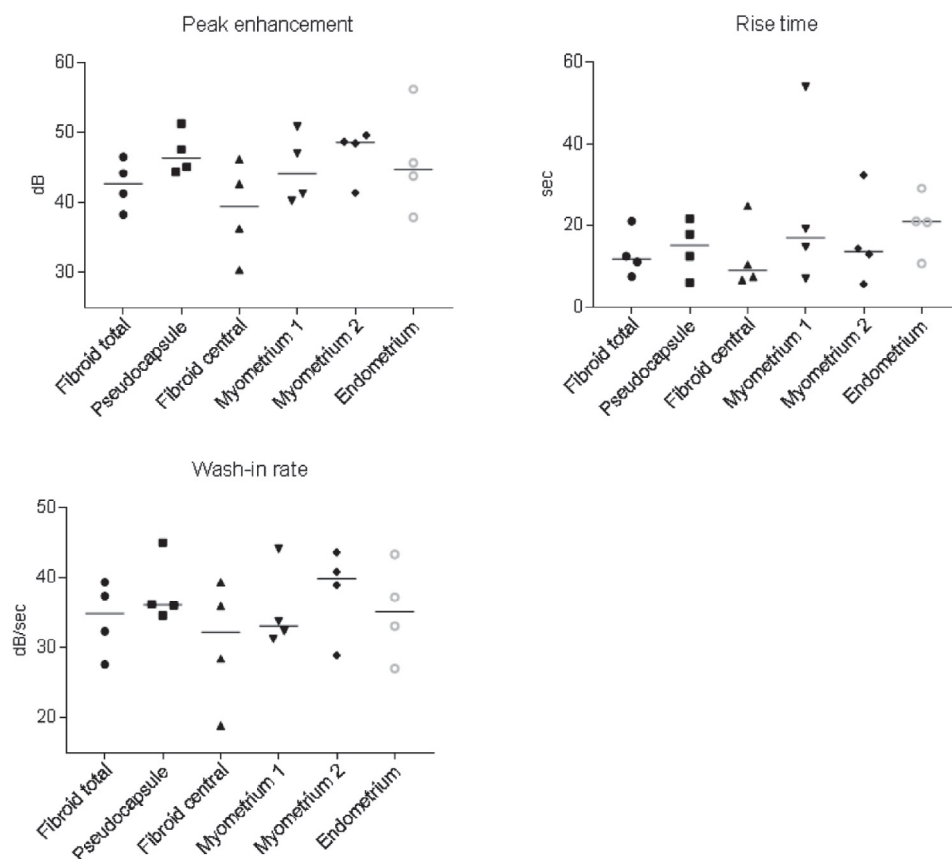 Peak enhancement
60
50
40
30
dB
Fibroid total
Pseudocapsule
Fibroid central
Myometrium 1
Myometrium 2
Endometrium
Rise time
60
40
20
0
sec
Fibroid total
Pseudocapsule
Fibroid central
Myometrium 1
Myometrium 2
Endometrium
Wash-in rate
50
40
30
20
dB/sec
Fibroid total
Pseudocapsule
Fibroid central
Myometrium 1
Myometrium 2
Endometrium